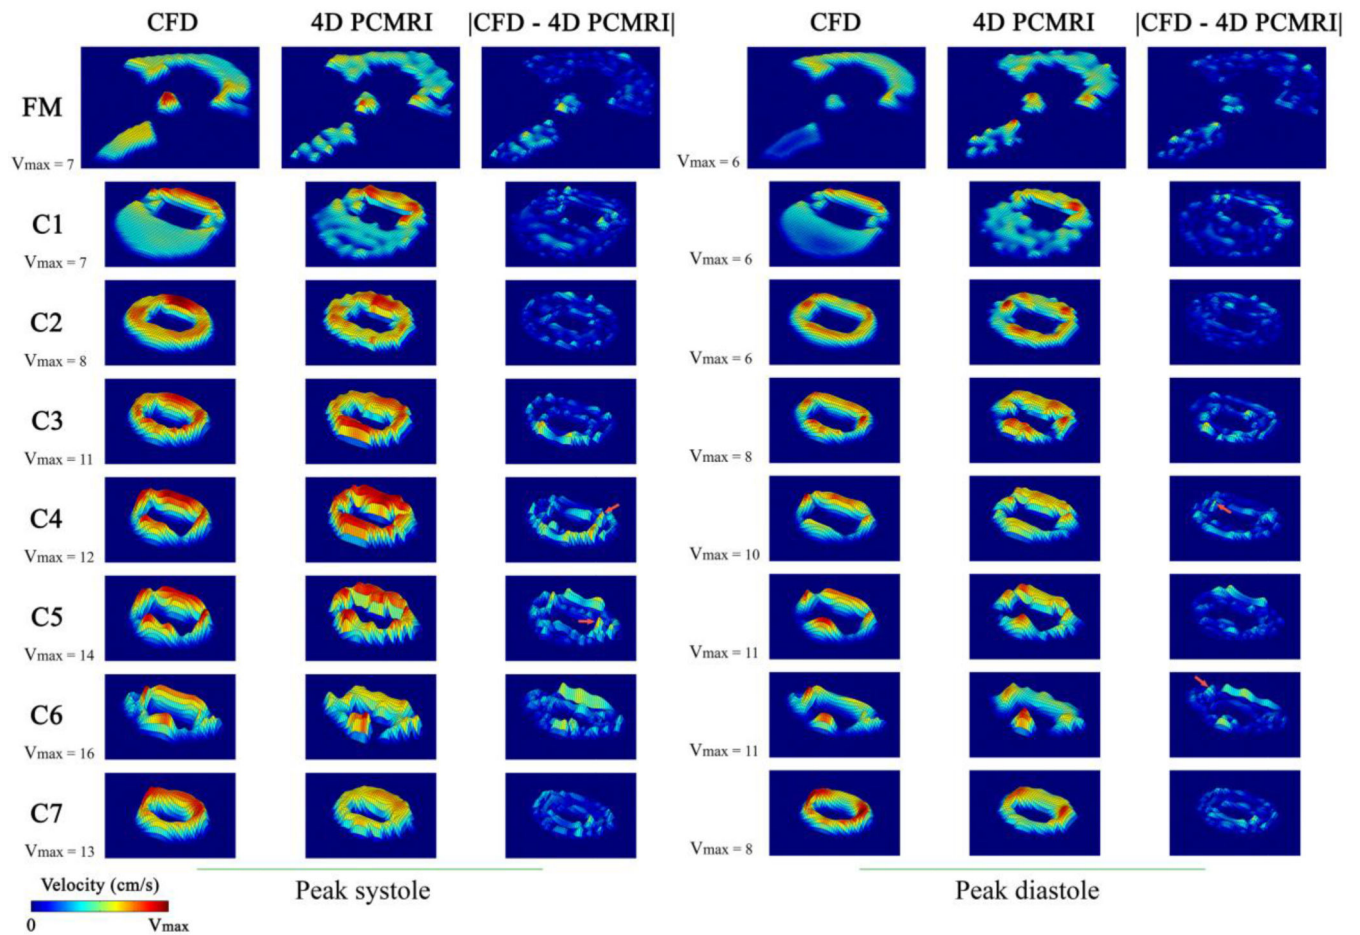 CFD 4D PCMRI |CFD - 4D PCMRI| CFD 4D PCMRI |CFD - 4D PCMRI|
FM
Vmax = 7 Vmax = 6
C1
Vmax = 7 Vmax = 6
C2
Vmax = 8 Vmax = 6
C3
Vmax = 11 Vmax = 8
C4
Vmax = 12 Vmax = 10
C5
Vmax = 14 Vmax = 11
C6
Vmax = 16 Vmax = 11
C7
Vmax = 13 Vmax = 8
Peak systole Peak diastole
Velocity (cm/s)
0 Vmax